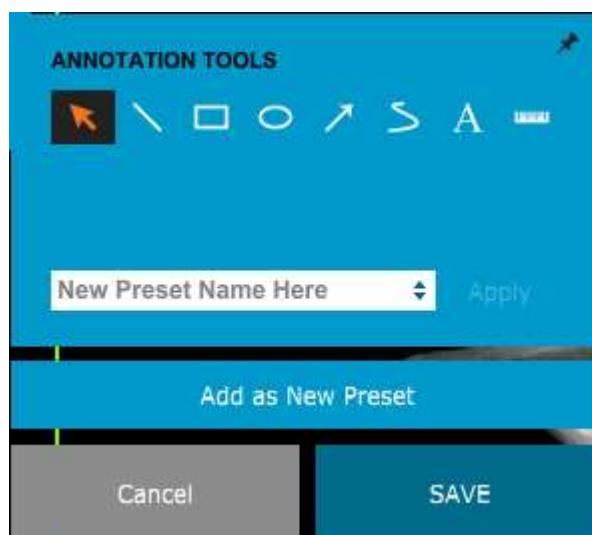 ANNOTATION TOOLS
A
New Preset Name Here
Apply
Add as New Preset
Cancel
SAVE